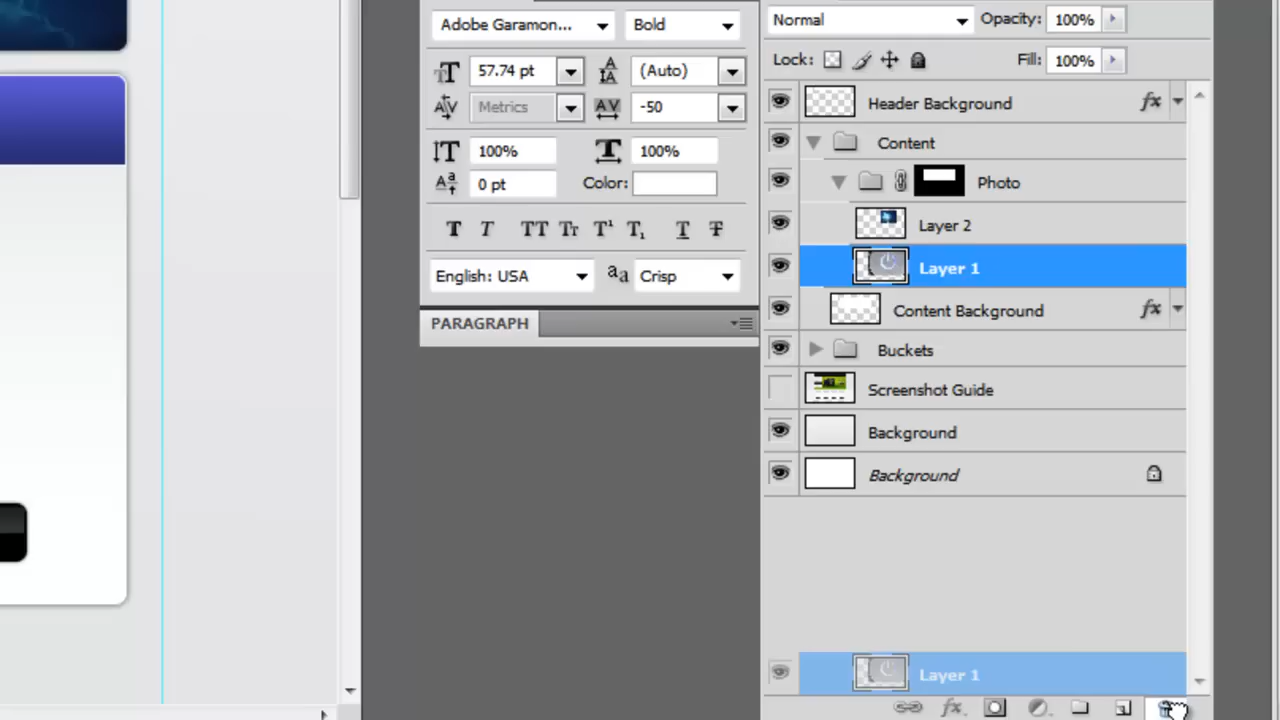 Adobe Garamon... Bold
57.74 pt (Auto)
Metrics -50
100% 100%
0 pt Color:
T T TT Tr T¹ T₁ T T
English: USA aa Crisp
PARAGRAPH
Normal Opacity: 100%
Lock: Fill: 100%
Header Background fx
Content
Photo
Layer 2
Layer 1
Content Background fx
Buckets
Screenshot Guide
Background
Background
Layer 1
fx